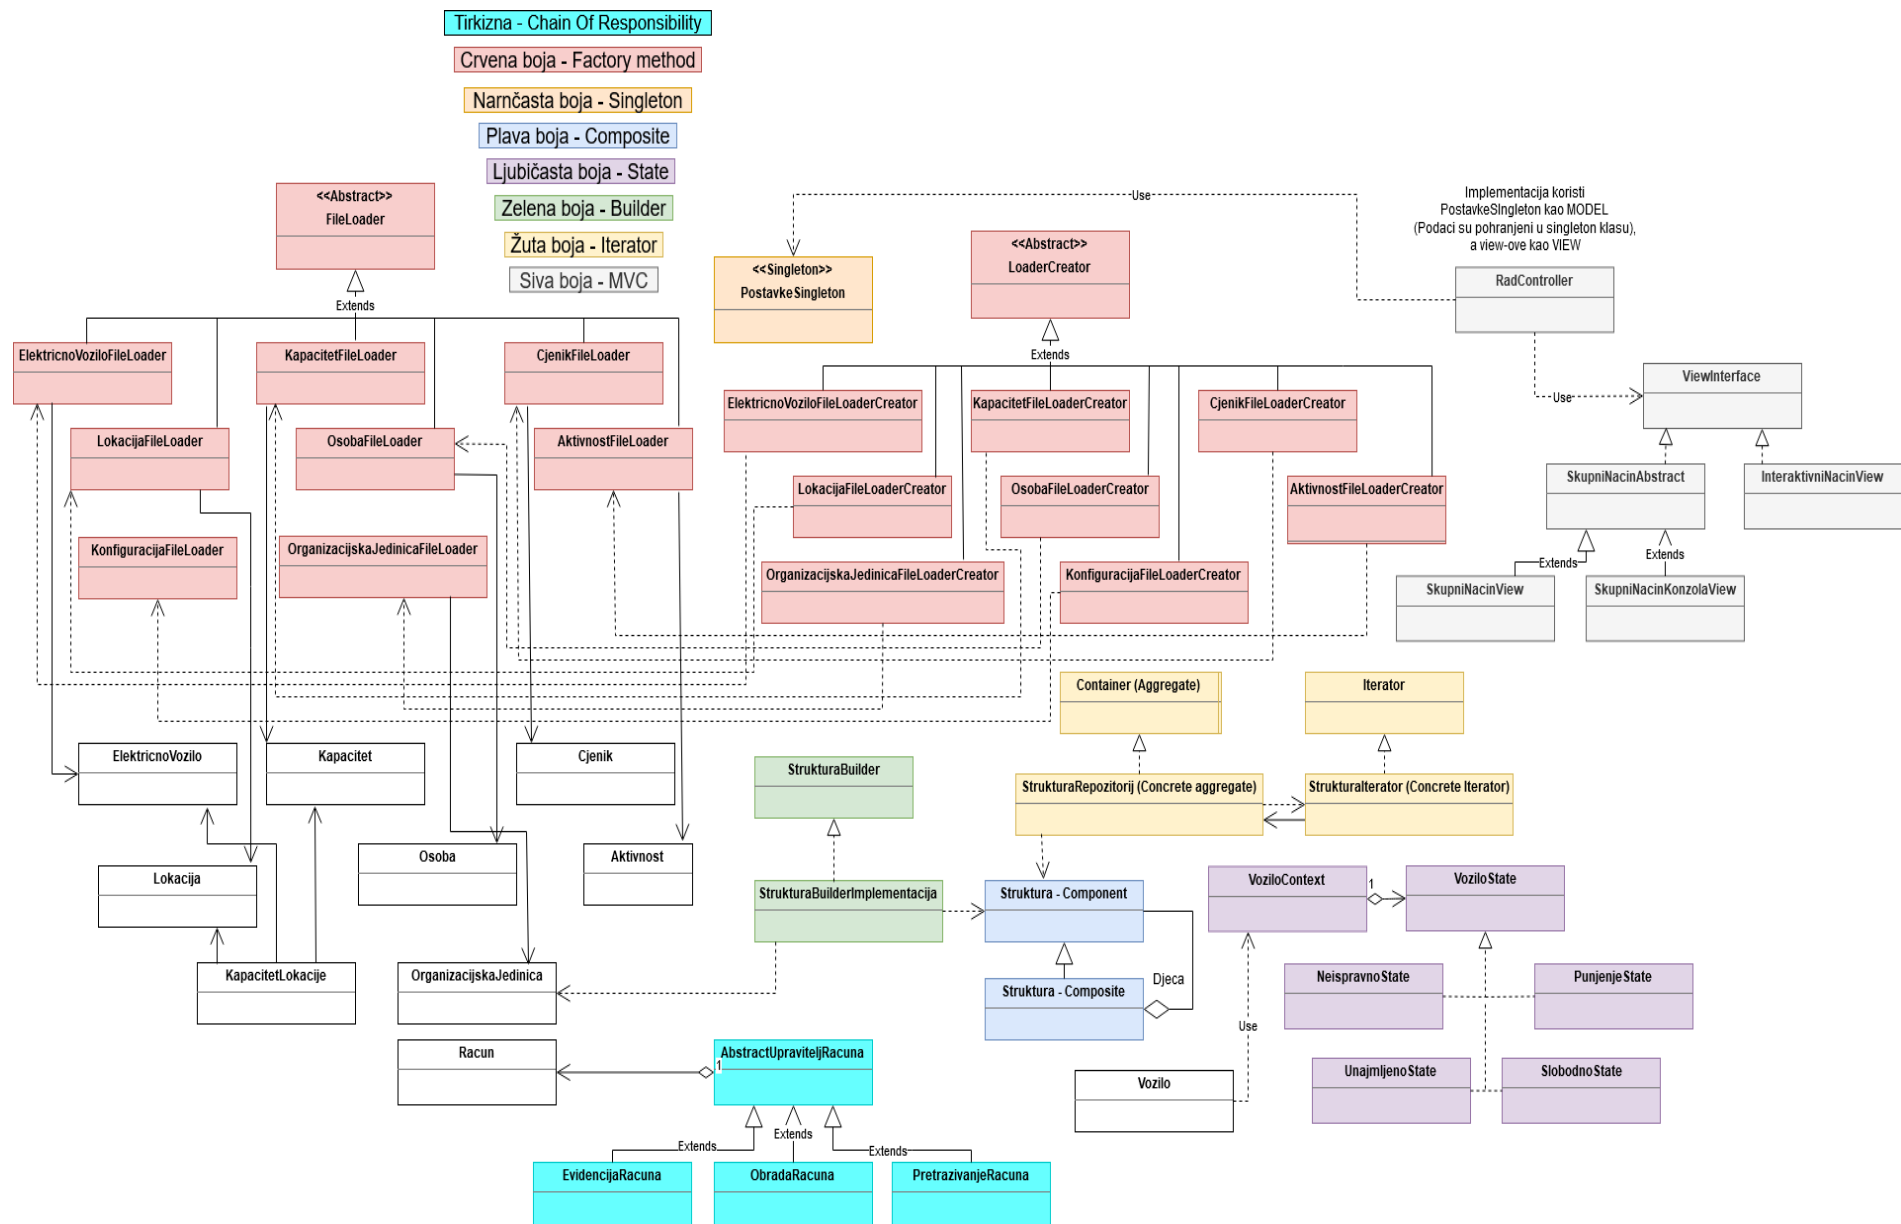 Tirkizna - Chain Of Responsibility
Crvena boja - Factory method
Narnčasta boja - Singleton
Plava boja - Composite
Ljubičasta boja - State
Zelena boja - Builder
Žuta boja - Iterator
Siva boja - MVC
<<Abstract>>
FileLoader
Extends
ElektricnoVoziloFileLoader
KapacitetFileLoader
CjenikFileLoader
LokacijaFileLoader
OsobaFileLoader
AktivnostFileLoader
KonfiguracijaFileLoader
OrganizacijskaJedinicaFileLoader
<<Singleton>>
PostavkeSingleton
Use
<<Abstract>>
LoaderCreator
Extends
ElektricnoVoziloFileLoaderCreator
KapacitetFileLoaderCreator
CjenikFileLoaderCreator
LokacijaFileLoaderCreator
OsobaFileLoaderCreator
AktivnostFileLoaderCreator
OrganizacijskaJedinicaFileLoaderCreator
KonfiguracijaFileLoaderCreator
Implementacija koristi
PostavkeSIngleton kao MODEL
(Podaci su pohranjeni u singleton klasu),
a view-ove kao VIEW
RadController
Use
ViewInterface
SkupniNacinAbstract
InteraktivniNacinView
Extends
Extends
SkupniNacinView
SkupniNacinKonzolaView
Container (Aggregate)
Iterator
StrukturaRepozitorij (Concrete aggregate)
StrukturaIterator (Concrete Iterator)
ElektricnoVozilo
Kapacitet
Cjenik
Lokacija
Osoba
Aktivnost
KapacitetLokacije
OrganizacijskaJedinica
StrukturaBuilder
StrukturaBuilderImplementacija
Struktura - Component
Struktura - Composite
Djeca
VoziloContext
1
VoziloState
NeispravnoState
PunjenjeState
UnajmljenoState
SlobodnoState
Use
Vozilo
Racun
AbstractUpraviteljRacuna
1
Extends
Extends
Extends
EvidencijaRacuna
ObradaRacuna
PretrazivanjeRacuna